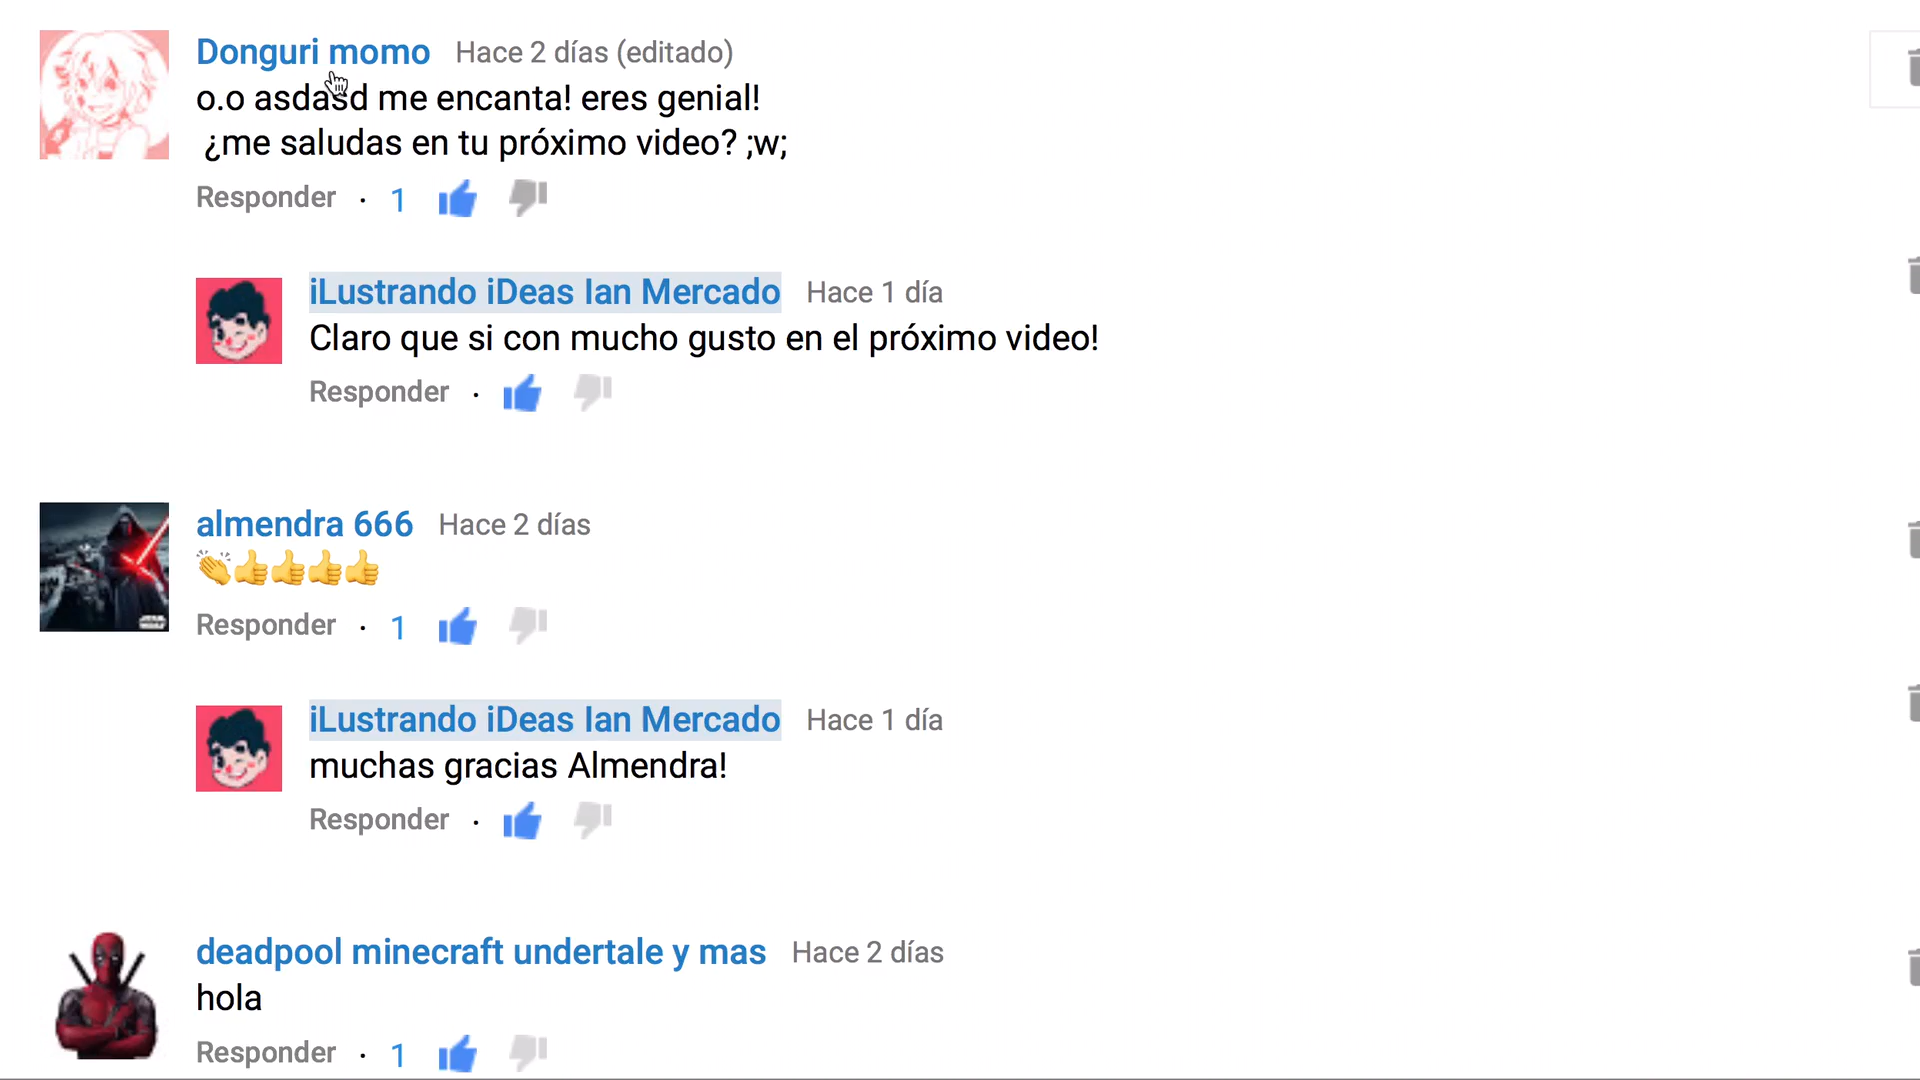 Donguri momo Hace 2 días (editado)
o.o asdasd me encanta! eres genial!
¿me saludas en tu próximo video? ;w;
Responder · 1
iLustrando iDeas Ian Mercado Hace 1 día
Claro que si con mucho gusto en el próximo video!
Responder ·
almendra 666 Hace 2 días
👏👍👍👍👍
Responder · 1
iLustrando iDeas Ian Mercado Hace 1 día
muchas gracias Almendra!
Responder ·
deadpool minecraft undertale y mas Hace 2 días
hola
Responder · 1